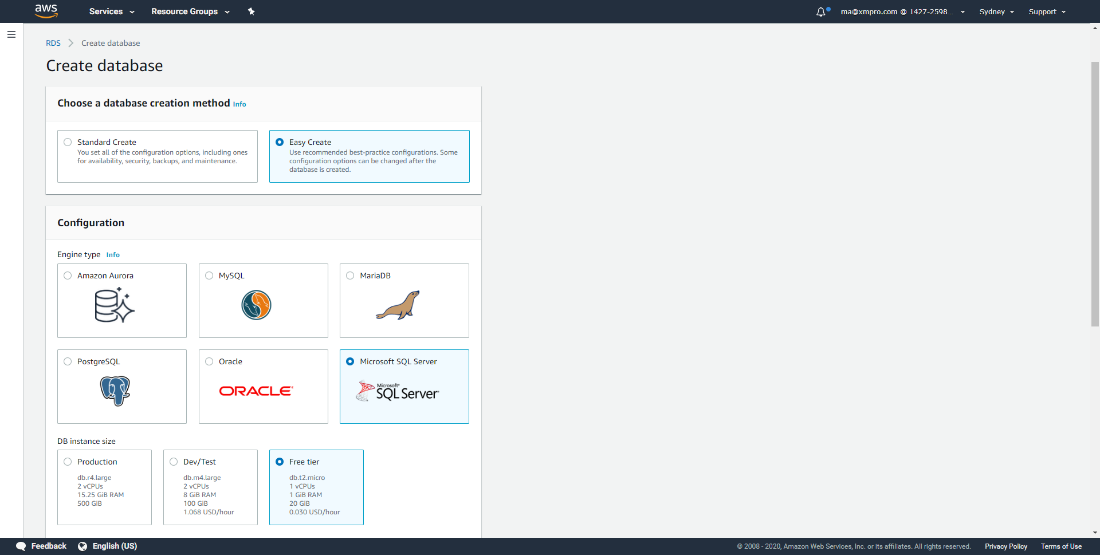 aws
Services
Resource Groups
ma@xmpro.com @ 1427-2598
Sydney
Support
RDS
Create database
Create database
Choose a database creation method Info
Standard Create
You set all of the configuration options, including ones
for availability, security, backups, and maintenance.
Easy Create
Use recommended best-practice configurations. Some
configuration options can be changed after the
database is created.
Configuration
Engine type Info
Amazon Aurora
MySQL
MariaDB
PostgreSQL
Oracle
ORACLE
Microsoft SQL Server
Microsoft
SQL Server
DB instance size
Production
db.r4.large
2 vCPUs
15.25 GiB RAM
500 GiB
Dev/Test
db.m4.large
2 vCPUs
8 GiB RAM
100 GiB
1.068 USD/hour
Free tier
db.t2.micro
1 vCPUs
1 GiB RAM
20 GiB
0.030 USD/hour
Feedback
English (US)
© 2008 - 2020, Amazon Web Services, Inc. or its affiliates. All rights reserved.
Privacy Policy
Terms of Use